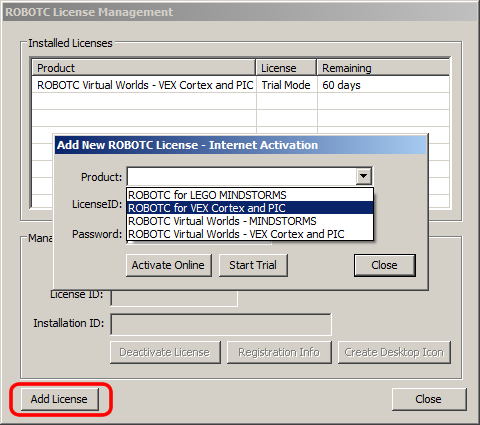 ROBOTC License Management
Installed Licenses
Product License Remaining
ROBOTC Virtual Worlds - VEX Cortex and PIC Trial Mode 60 days
Add New ROBOTC License - Internet Activation
Product:
ROBOTC for LEGO MINDSTORMS
LicenseID:
ROBOTC for VEX Cortex and PIC
ROBOTC Virtual Worlds - MINDSTORMS
Password:
ROBOTC Virtual Worlds - VEX Cortex and PIC
Mana
Activate Online Start Trial Close
License ID:
Installation ID:
Deactivate License Registration Info Create Desktop Icon
Add License Close